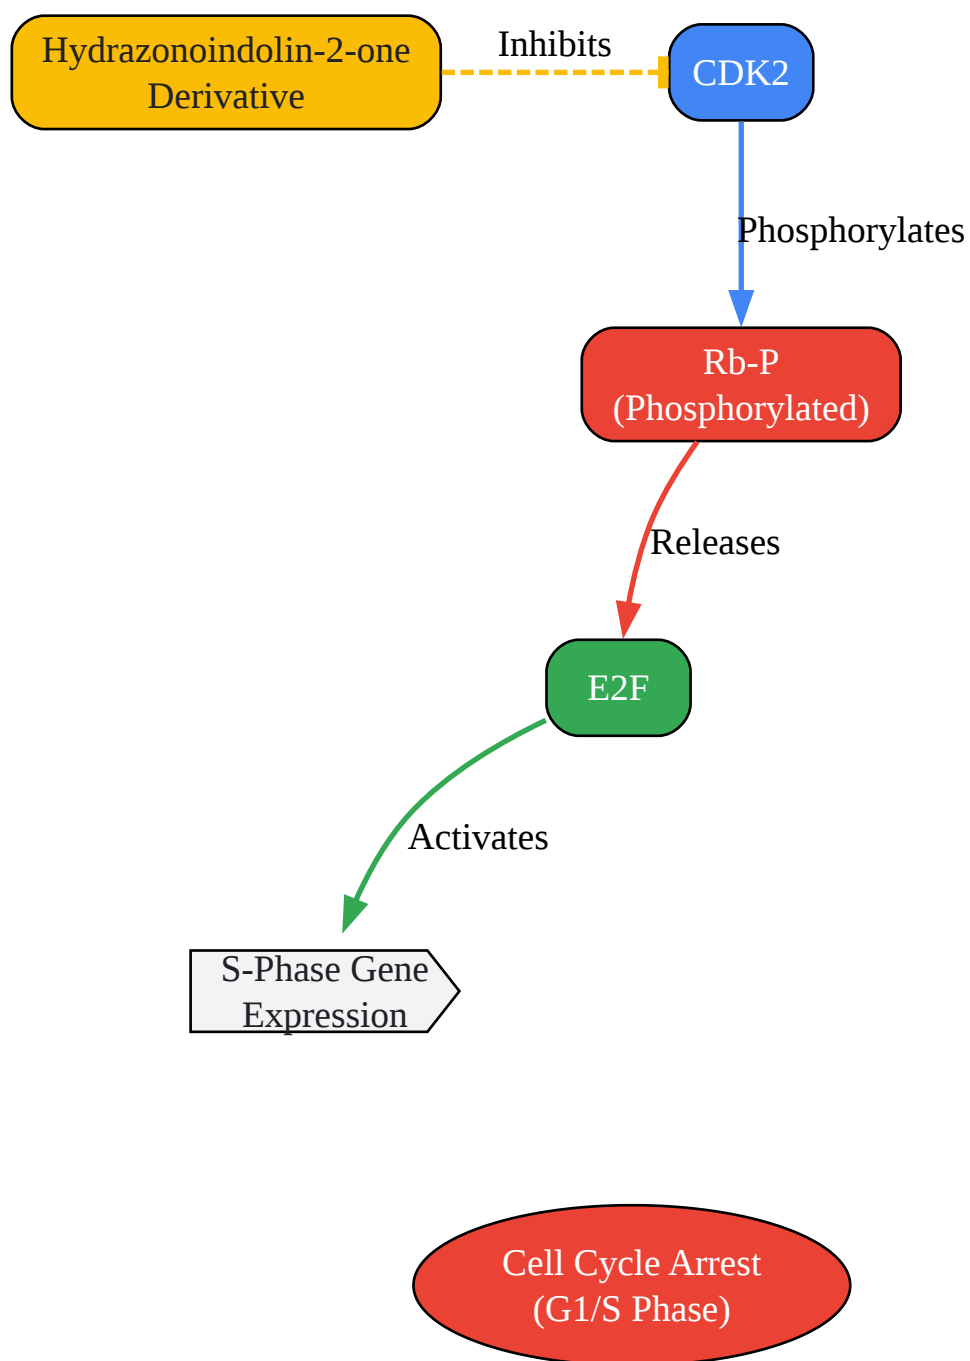 Hydrazonoindolin-2-one
Derivative
Inhibits
CDK2
Phosphorylates
Rb-P
(Phosphorylated)
Releases
E2F
Activates
S-Phase Gene
Expression
Cell Cycle Arrest
(G1/S Phase)